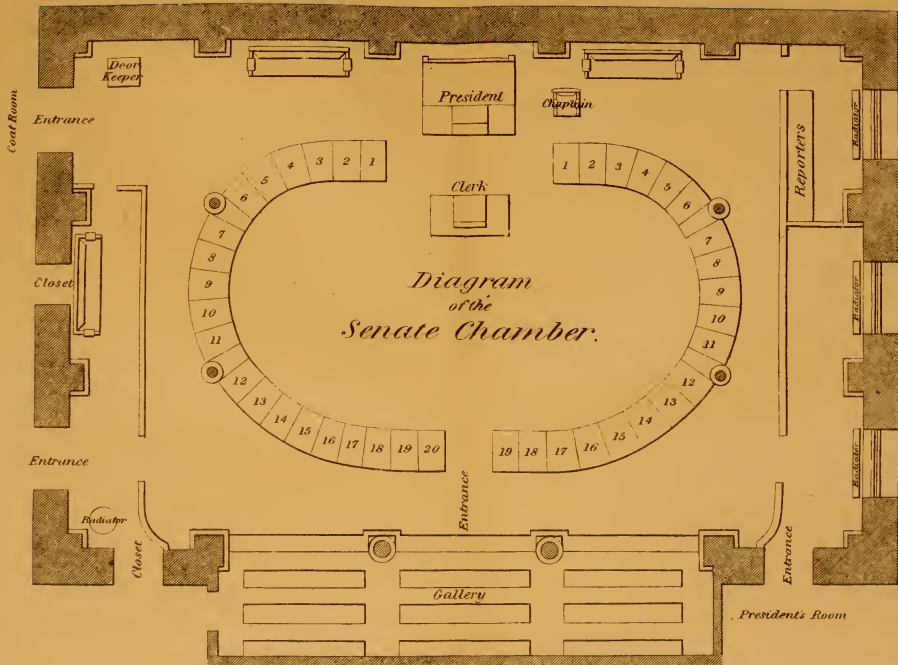 Door
Keeper
President
Chaplain
Coat Room
Entrance
Radiator
Reporters
Clerk
1
2
3
4
5
6
7
8
9
10
11
12
13
14
15
16
17
18
19
20
1
2
3
4
5
6
7
8
9
10
11
12
13
14
15
16
17
18
19
Closet
Diagram
of the
Senate Chamber.
Radiator
Entrance
Radiator
Radiator
Closet
Entrance
Entrance
Gallery
President's Room